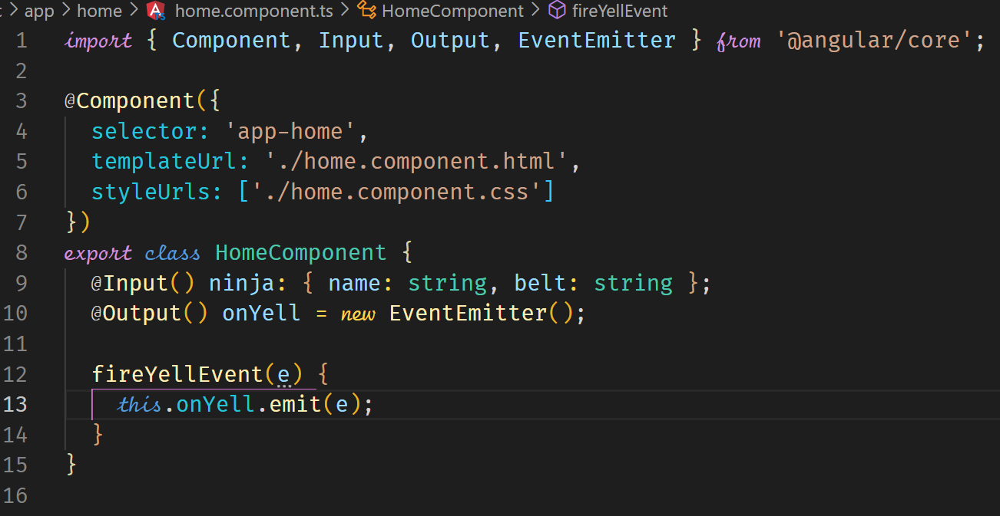 app > home > home.component.ts > HomeComponent > fireYellEvent
1 import { Component, Input, Output, EventEmitter } from '@angular/core';
2
3 @Component({
4 selector: 'app-home',
5 templateUrl: './home.component.html',
6 styleUrls: ['./home.component.css']
7 })
8 export class HomeComponent {
9 @Input() ninja: { name: string, belt: string };
10 @Output() onYell = new EventEmitter();
11
12 fireYellEvent(e) {
13 this.onYell.emit(e);
14 }
15 }
16